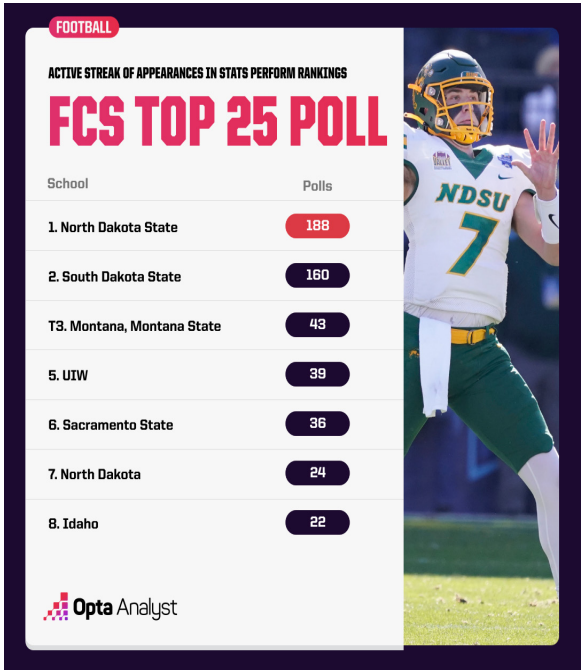 FOOTBALL
ACTIVE STREAK OF APPEARANCES IN STATS PERFORM RANKINGS
FCS TOP 25 POLL
School Polls
1. North Dakota State 188
2. South Dakota State 160
T3. Montana, Montana State 43
5. UIW 39
6. Sacramento State 36
7. North Dakota 24
8. Idaho 22
Opta Analyst
NDSU
7